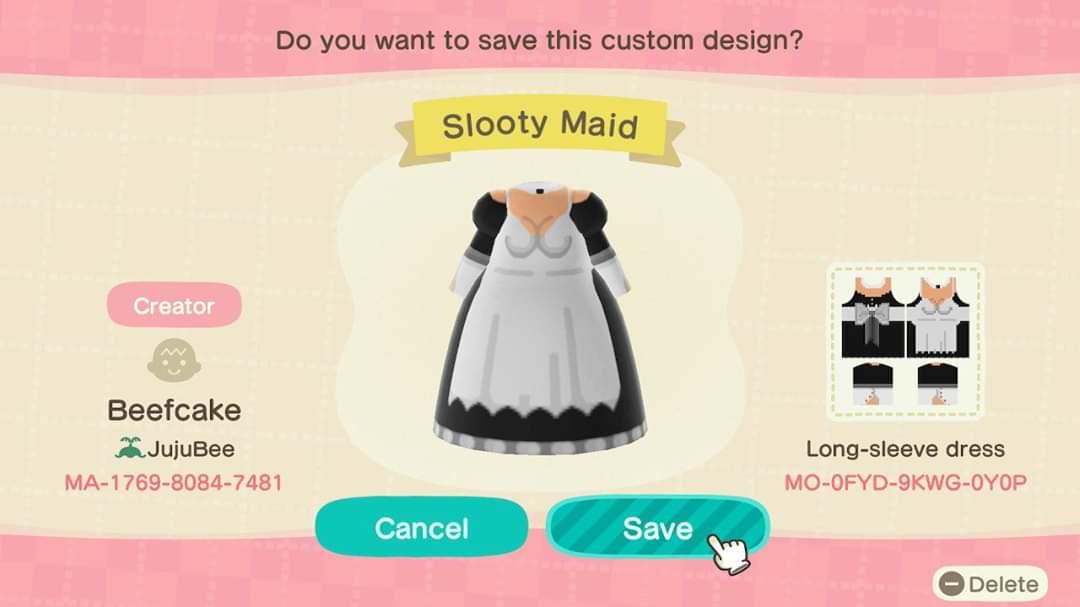 Do you want to save this custom design?
Slooty Maid
Creator
Beefcake
JujuBee
MA-1769-8084-7481
Long-sleeve dress
MO-0FYD-9KWG-0Y0P
Cancel
Save
Delete